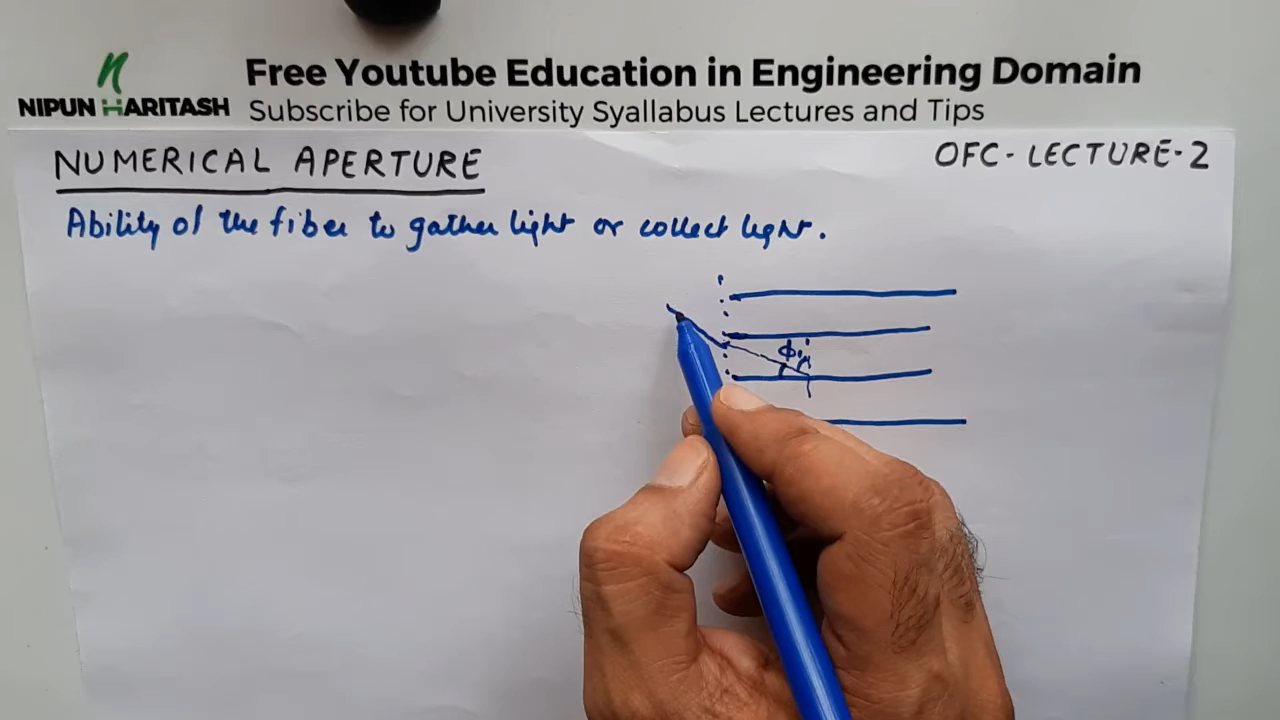 n
NIPUN HARITASH
Free Youtube Education in Engineering Domain
Subscribe for University Syallabus Lectures and Tips
NUMERICAL APERTURE
OFC- LECTURE-2
Ability of the fiber to gather light or collect light.
ϕ